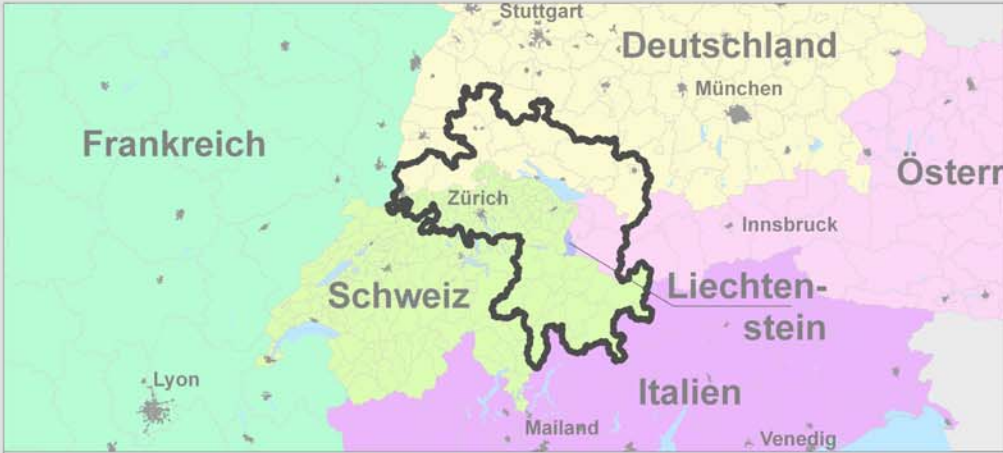 Stuttgart
Deutschland
München
Frankreich
Österr
Zürich
Innsbruck
Schweiz
Liechten-
stein
Lyon
Italien
Mailand
Venedig